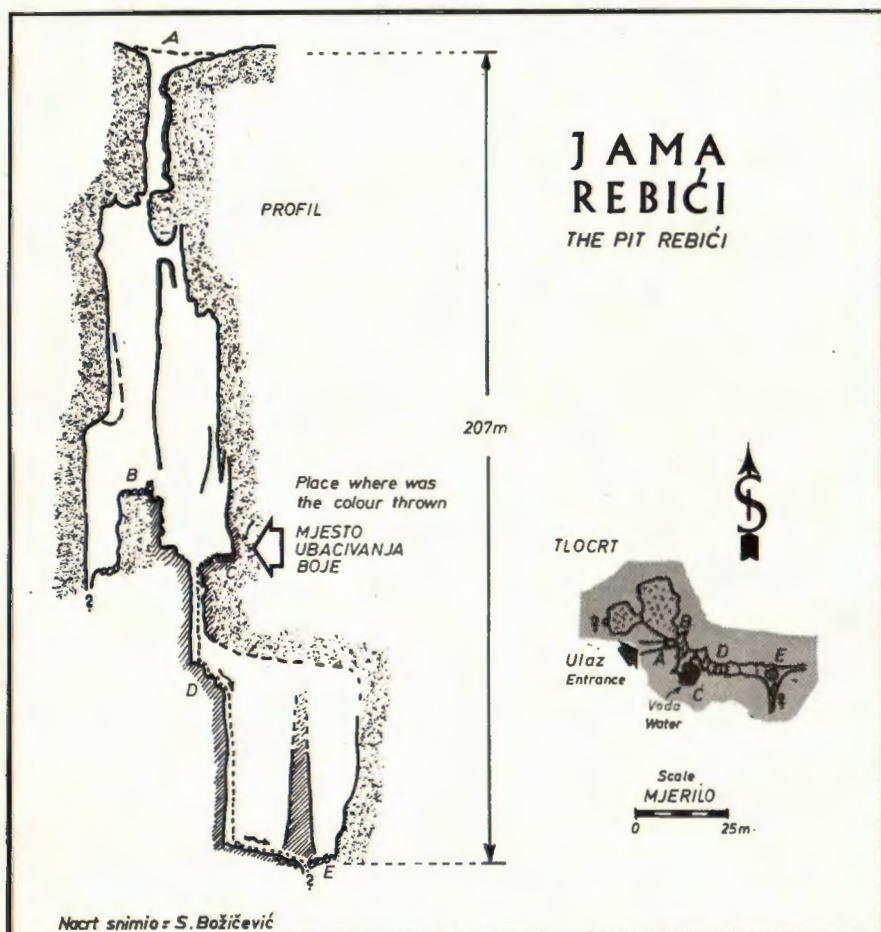 A
JAMA
REBIĆI
THE PIT REBIĆI
PROFIL
207m
B
Place where was
the colour thrown
MJESTO
UBACIVANJA
BOJE
C
?
D
E
?
S
TLOCRT
?
B
A
D
E
C
?
Ulaz
Entrance
Voda
Water
Scale
MJERILO
0 25m
Nacrt snimio = S. Božičević